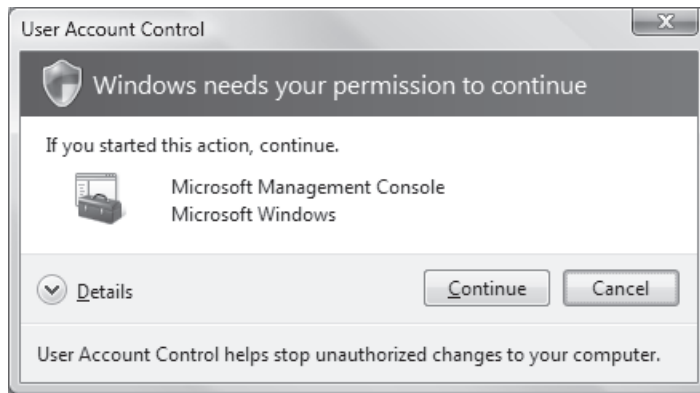 User Account Control
Windows needs your permission to continue
If you started this action, continue.
Microsoft Management Console
Microsoft Windows
Details
Continue
Cancel
User Account Control helps stop unauthorized changes to your computer.